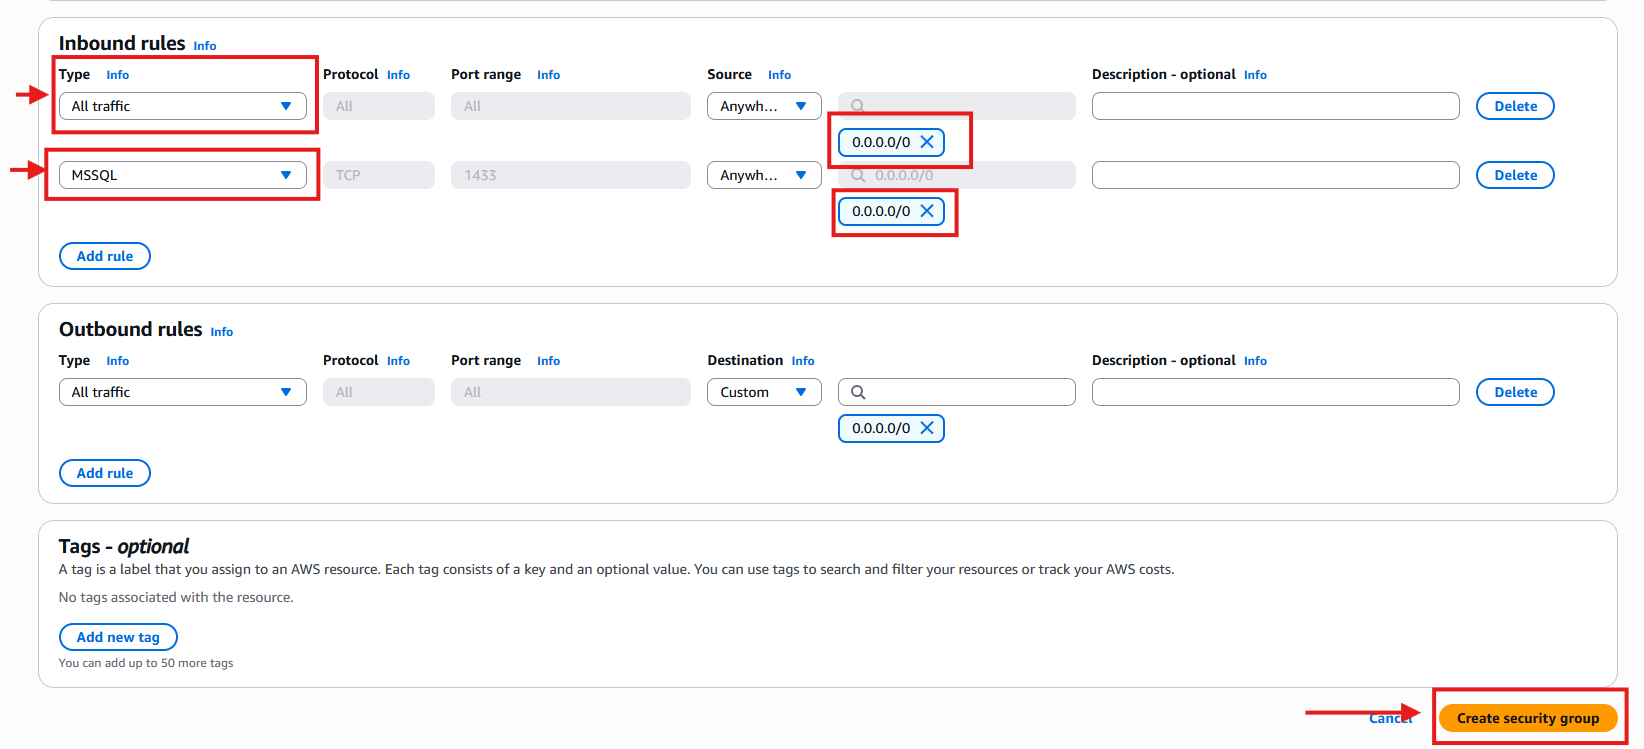 Inbound rules Info
Type Info Protocol Info Port range Info Source Info Description - optional Info
All traffic All All Anywh... Delete
0.0.0.0/0
MSSQL TCP 1433 Anywh... 0.0.0.0/0 Delete
0.0.0.0/0
Add rule
Outbound rules Info
Type Info Protocol Info Port range Info Destination Info Description - optional Info
All traffic All All Custom Delete
0.0.0.0/0
Add rule
Tags - optional
A tag is a label that you assign to an AWS resource. Each tag consists of a key and an optional value. You can use tags to search and filter your resources or track your AWS costs.
No tags associated with the resource.
Add new tag
You can add up to 50 more tags
Cancel Create security group